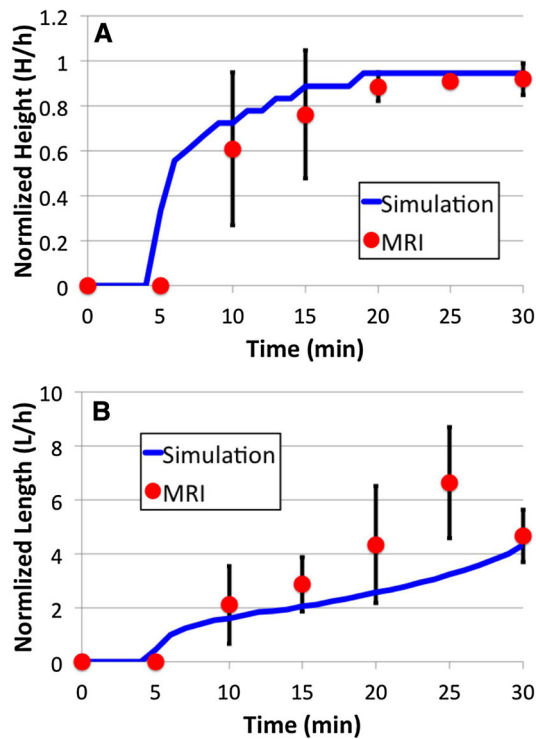 A
Normlized Height (H/h)
1.2
1
0.8
0.6
0.4
0.2
0
Simulation
MRI
0 5 10 15 20 25 30
Time (min)
B
Normlized Length (L/h)
10
8
6
4
2
0
Simulation
MRI
0 5 10 15 20 25 30
Time (min)